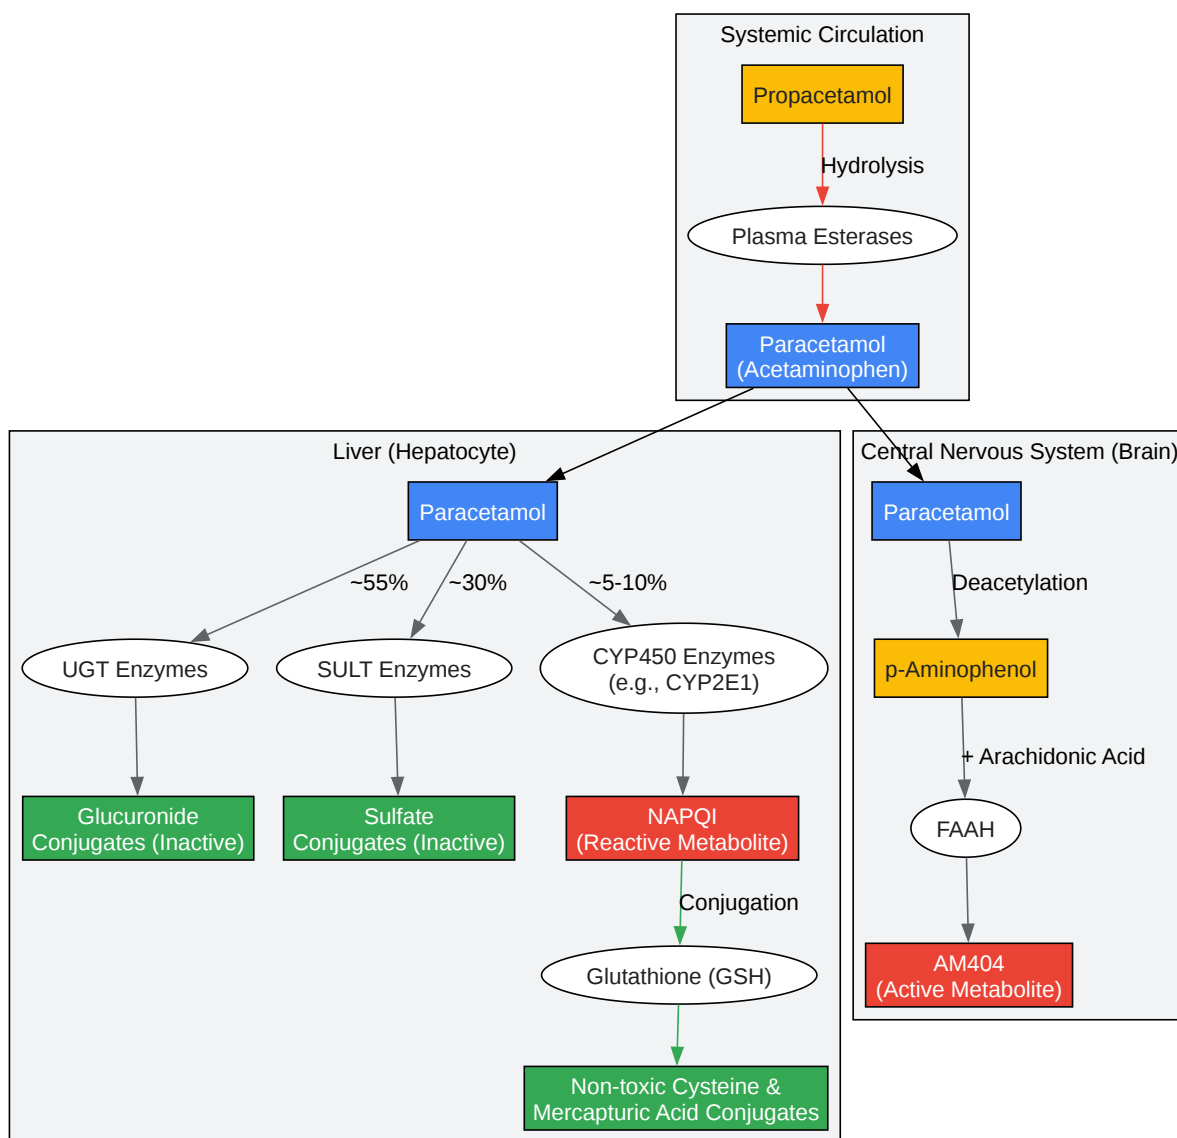 Systemic Circulation
Propacetamol
Hydrolysis
Plasma Esterases
Paracetamol
(Acetaminophen)
Liver (Hepatocyte)
Paracetamol
~55%
~30%
~5-10%
UGT Enzymes
SULT Enzymes
CYP450 Enzymes
(e.g., CYP2E1)
Glucuronide
Conjugates (Inactive)
Sulfate
Conjugates (Inactive)
NAPQI
(Reactive Metabolite)
Conjugation
Glutathione (GSH)
Non-toxic Cysteine &
Mercapturic Acid Conjugates
Central Nervous System (Brain)
Paracetamol
Deacetylation
p-Aminophenol
+ Arachidonic Acid
FAAH
AM404
(Active Metabolite)